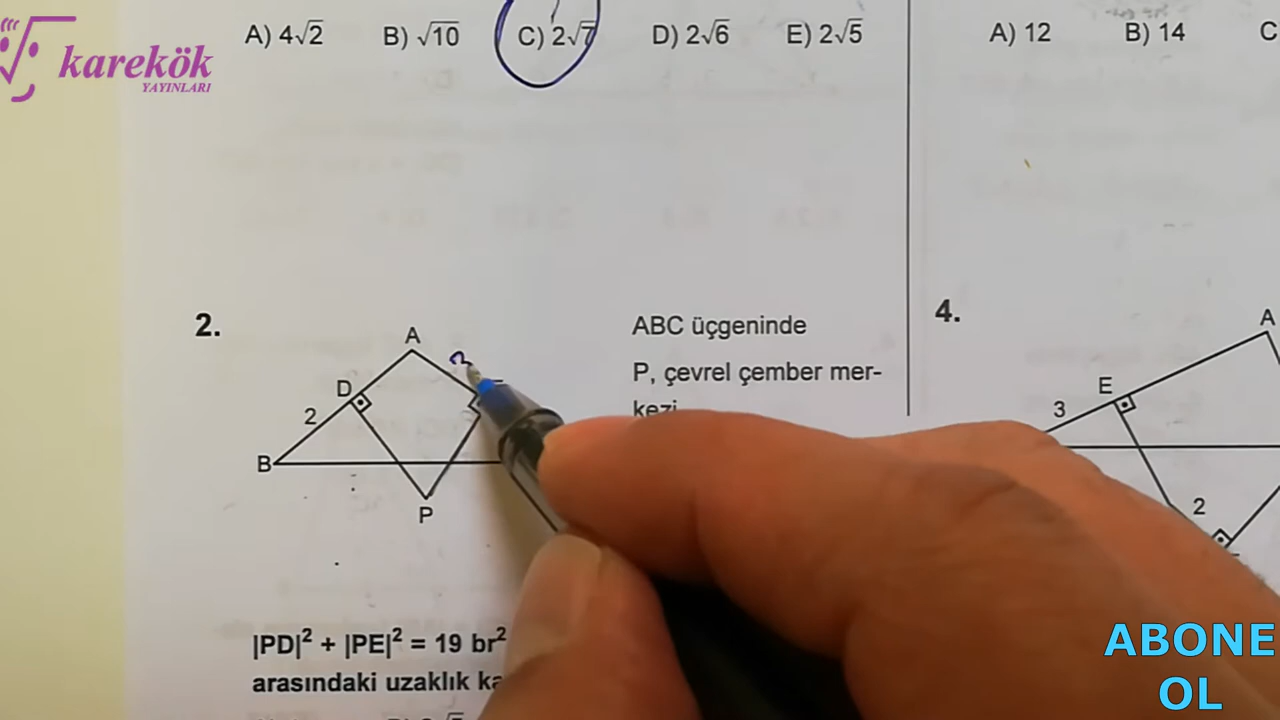 karekök
YAYINLARI
A) 4√2 B) √10 C) 2√7 D) 2√6 E) 2√5
A) 12 B) 14 C
2.
A
D
2
B
P
ABC üçgeninde
P, çevrel çember mer-
kezi
4.
A
E
3
2
|PD|² + |PE|² = 19 br²
arasındaki uzaklık
ABONE
OL